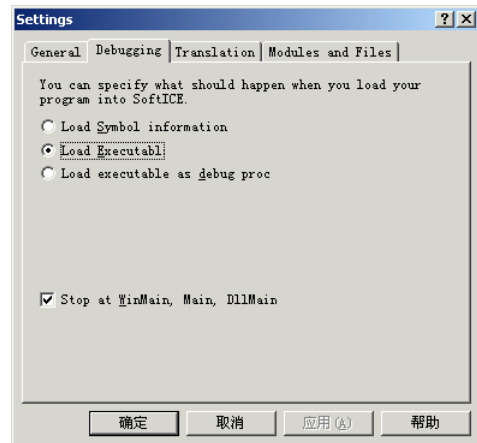 Settings
General Debugging Translation Modules and Files
You can specify what should happen when you load your
program into SoftICE.
Load Symbol information
Load Executabl
Load executable as debug proc
Stop at WinMain, Main, DllMain
确定 取消 应用(A) 帮助